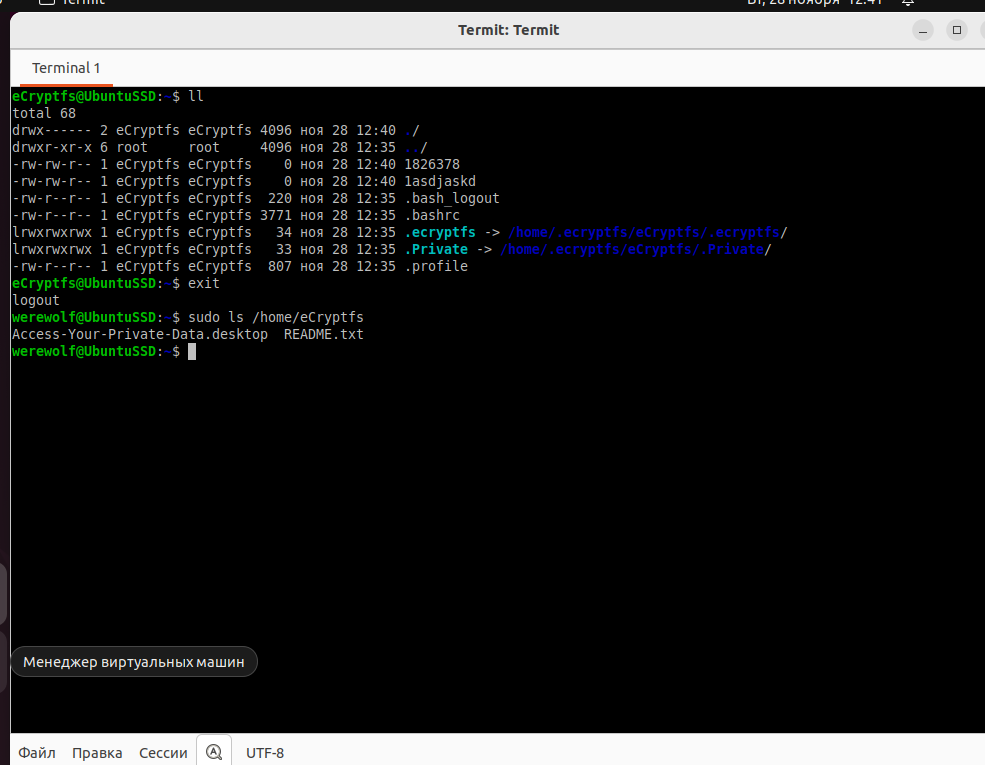 Termit
Вт, 28 ноября 12:41
Termit: Termit
Terminal 1
eCryptfs@UbuntuSSD:~$ ll
total 68
drwx------ 2 eCryptfs eCryptfs 4096 ноя 28 12:40 ./
drwxr-xr-x 6 root     root     4096 ноя 28 12:35 ../
-rw-rw-r-- 1 eCryptfs eCryptfs    0 ноя 28 12:40 1826378
-rw-rw-r-- 1 eCryptfs eCryptfs    0 ноя 28 12:40 1asdjaskd
-rw-r--r-- 1 eCryptfs eCryptfs  220 ноя 28 12:35 .bash_logout
-rw-r--r-- 1 eCryptfs eCryptfs 3771 ноя 28 12:35 .bashrc
lrwxrwxrwx 1 eCryptfs eCryptfs   34 ноя 28 12:35 .ecryptfs -> /home/.ecryptfs/eCryptfs/.ecryptfs/
lrwxrwxrwx 1 eCryptfs eCryptfs   33 ноя 28 12:35 .Private -> /home/.ecryptfs/eCryptfs/.Private/
-rw-r--r-- 1 eCryptfs eCryptfs  807 ноя 28 12:35 .profile
eCryptfs@UbuntuSSD:~$ exit
logout
werewolf@UbuntuSSD:~$ sudo ls /home/eCryptfs
Access-Your-Private-Data.desktop  README.txt
werewolf@UbuntuSSD:~$
Менеджер виртуальных машин
Файл Правка Сессии UTF-8